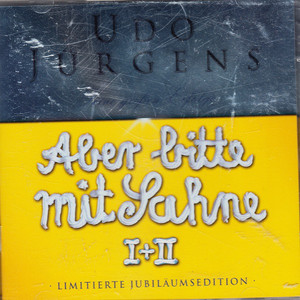 UDO
JÜRGENS
Aber bitte
mit Sahne
I+II
· LIMITIERTE JUBILÄUMSEDITION ·